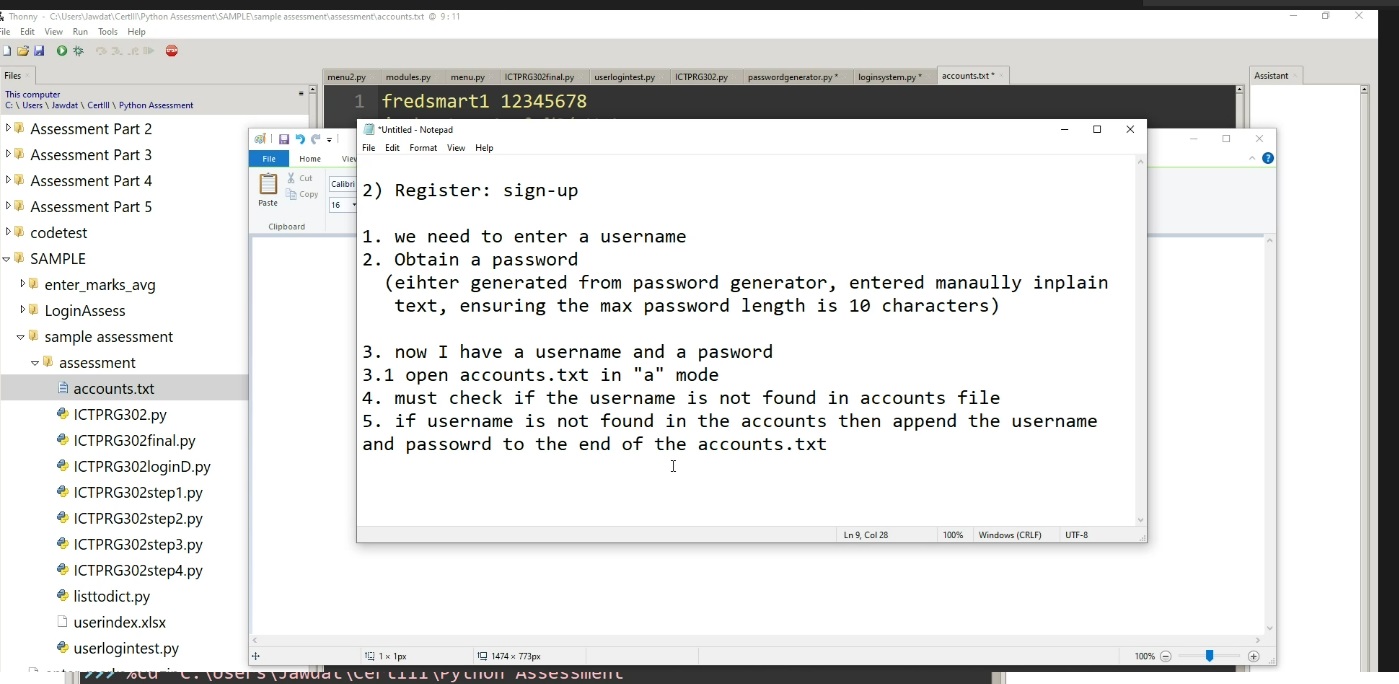 Thonny - C:\Users\Jawdat\CertIII\Python Assessment\SAMPLE\sample assessment\assessment\accounts.txt @ 9:11
File Edit View Run Tools Help
Files
This computer
C: \ Users \ Jawdat \ CertIII \ Python Assessment
Assessment Part 2
Assessment Part 3
Assessment Part 4
Assessment Part 5
codetest
SAMPLE
enter_marks_avg
LoginAssess
sample assessment
assessment
accounts.txt
ICTPRG302.py
ICTPRG302final.py
ICTPRG302loginD.py
ICTPRG302step1.py
ICTPRG302step2.py
ICTPRG302step3.py
ICTPRG302step4.py
listtodict.py
userindex.xlsx
userlogintest.py
menu2.py modules.py menu.py ICTPRG302final.py userlogintest.py ICTPRG302.py passwordgenerator.py * loginsystem.py * accounts.txt *
Assistant
1 fredsmart1 12345678
File Home View
Paste
Cut
Copy
Calibri
16
Clipboard
*Untitled - Notepad
File Edit Format View Help
2) Register: sign-up
1. we need to enter a username
2. Obtain a password
(eihter generated from password generator, entered manaully inplain
text, ensuring the max password length is 10 characters)
3. now I have a username and a pasword
3.1 open accounts.txt in "a" mode
4. must check if the username is not found in accounts file
5. if username is not found in the accounts then append the username
and passowrd to the end of the accounts.txt
Ln 9, Col 28 100% Windows (CRLF) UTF-8
1 × 1px 1474 × 773px 100%
>>> %cd 'C:\Users\Jawdat\CertIII\Python Assessment